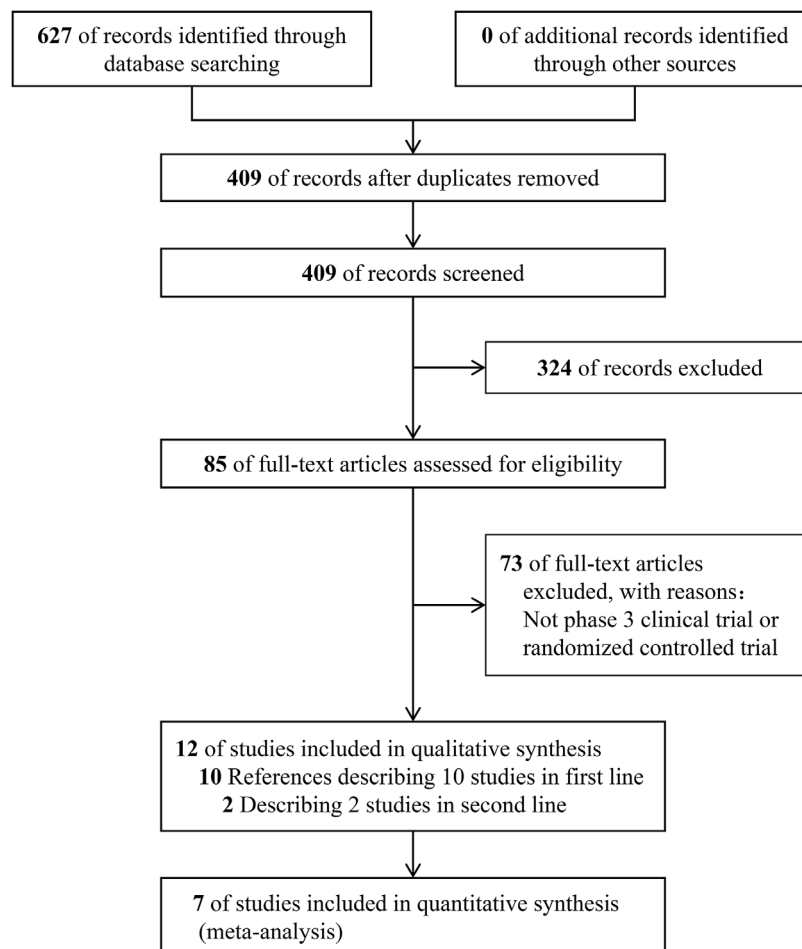 627 of records identified through
database searching
0 of additional records identified
through other sources
409 of records after duplicates removed
409 of records screened
324 of records excluded
85 of full-text articles assessed for eligibility
73 of full-text articles
excluded, with reasons：
Not phase 3 clinical trial or
randomized controlled trial
12 of studies included in qualitative synthesis
10 References describing 10 studies in first line
2 Describing 2 studies in second line
7 of studies included in quantitative synthesis
(meta-analysis)